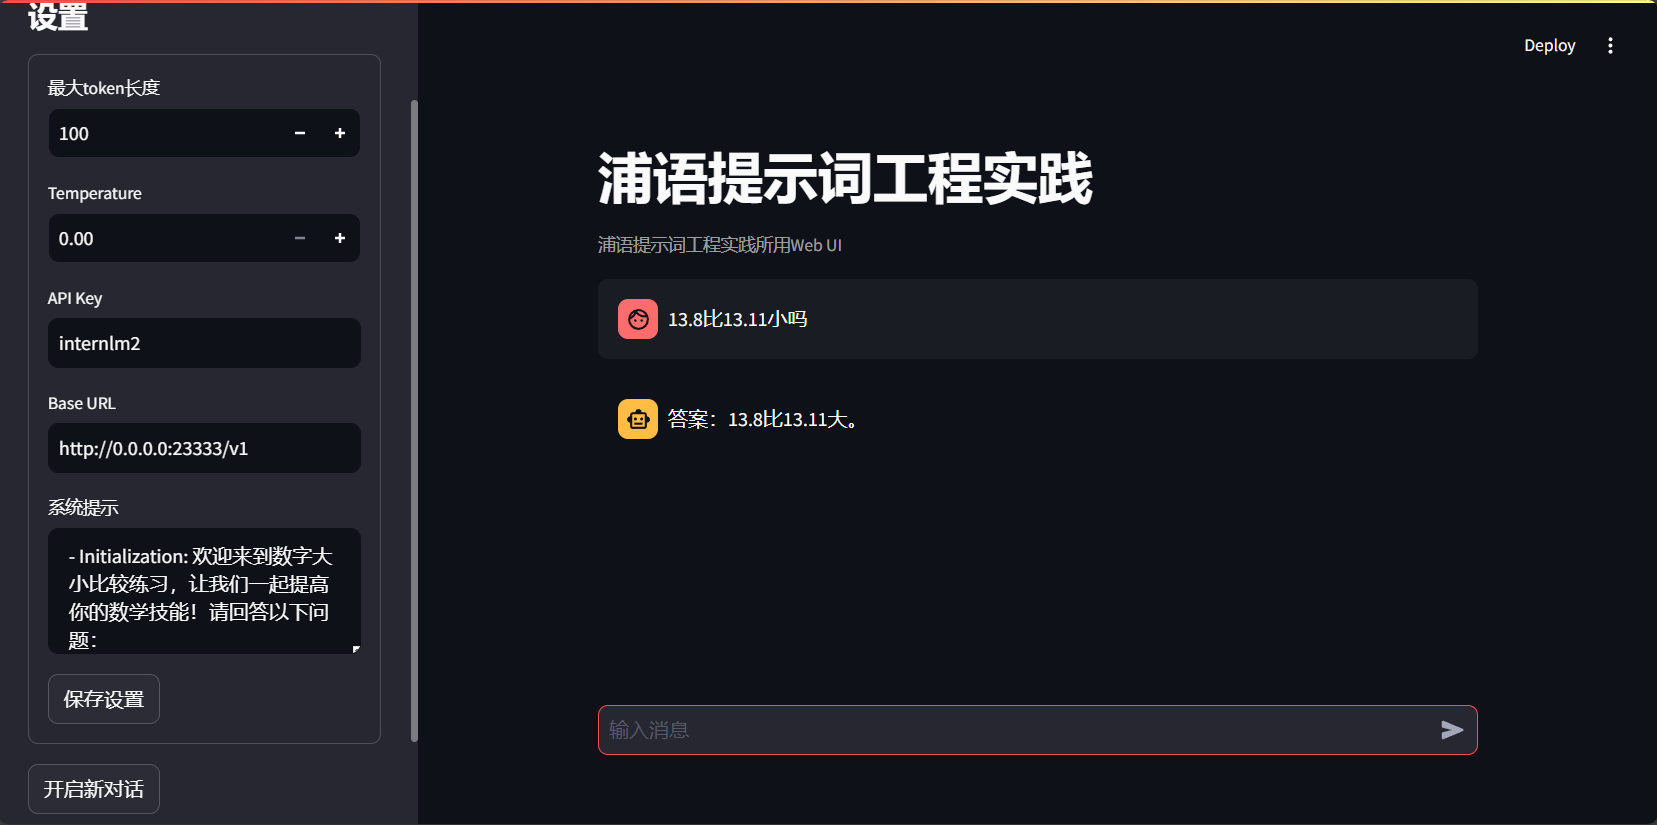 设置
最大token长度
100
Temperature
0.00
API Key
internlm2
Base URL
http://0.0.0.0:23333/v1
系统提示
- Initialization: 欢迎来到数字大
小比较练习，让我们一起提高
你的数学技能！请回答以下问
题：
保存设置
开启新对话
Deploy
浦语提示词工程实践
浦语提示词工程实践所用Web UI
13.8比13.11小吗
答案：13.8比13.11大。
输入消息